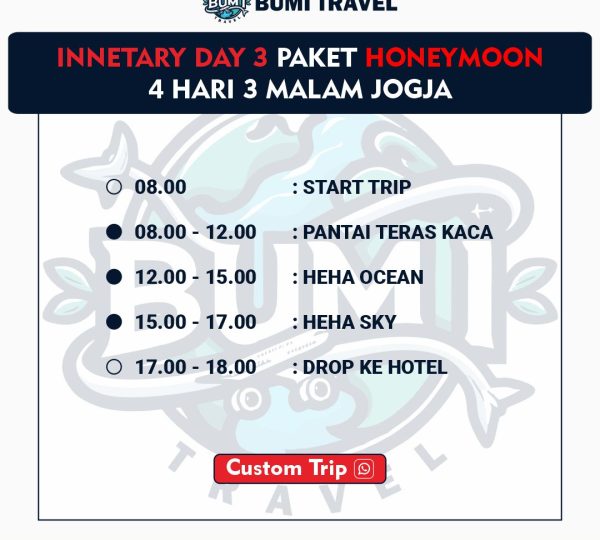 BUMI TRAVEL
INNETARY DAY 3 PAKET HONEYMOON
4 HARI 3 MALAM JOGJA
08.00 : START TRIP
08.00 - 12.00 : PANTAI TERAS KACA
12.00 - 15.00 : HEHA OCEAN
15.00 - 17.00 : HEHA SKY
17.00 - 18.00 : DROP KE HOTEL
BUMI
Custom Trip
TRAVEL